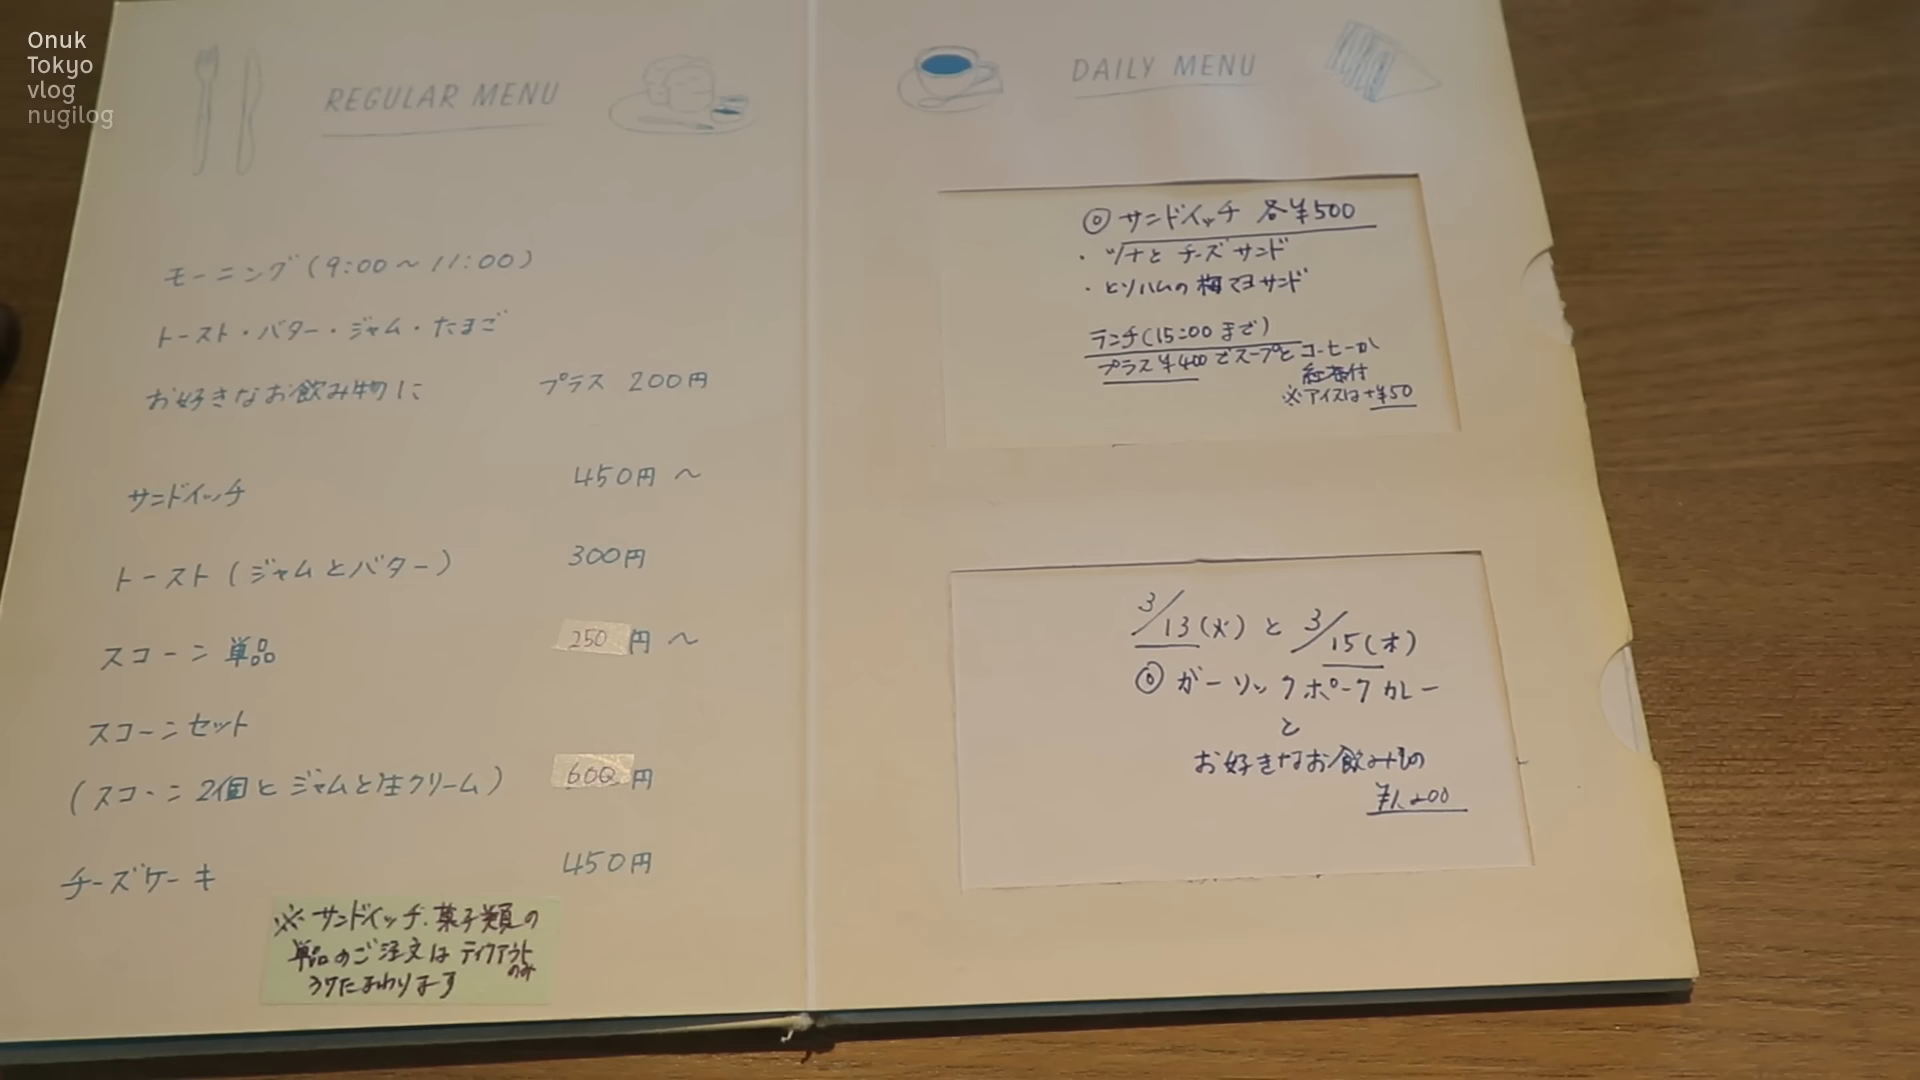 Onuk
Tokyo
vlog
nugilog
REGULAR MENU
モーニング(9:00～11:00)
トースト・バター・ジャム・たまご
お好きなお飲み物に プラス 200円
サンドイッチ 450円～
トースト(ジャムとバター) 300円
スコーン単品 250円～
スコーンセット
(スコーン2個とジャムと生クリーム) 600円
チーズケーキ 450円
※サンドイッチ.菓子類の
単品のご注文はテイクアウトのみ
うけたまわります
DAILY MENU
◎サンドイッチ 各¥500
・ツナとチーズサンド
・ヒソハムの梅マヨサンド
ランチ(15:00まで)
プラス¥400でスープとコーヒーか
紅茶付
※アイスは+¥50
3/13(火)と3/15(木)
◎ガーリックポークカレー
と
お好きなお飲みもの
¥1,200